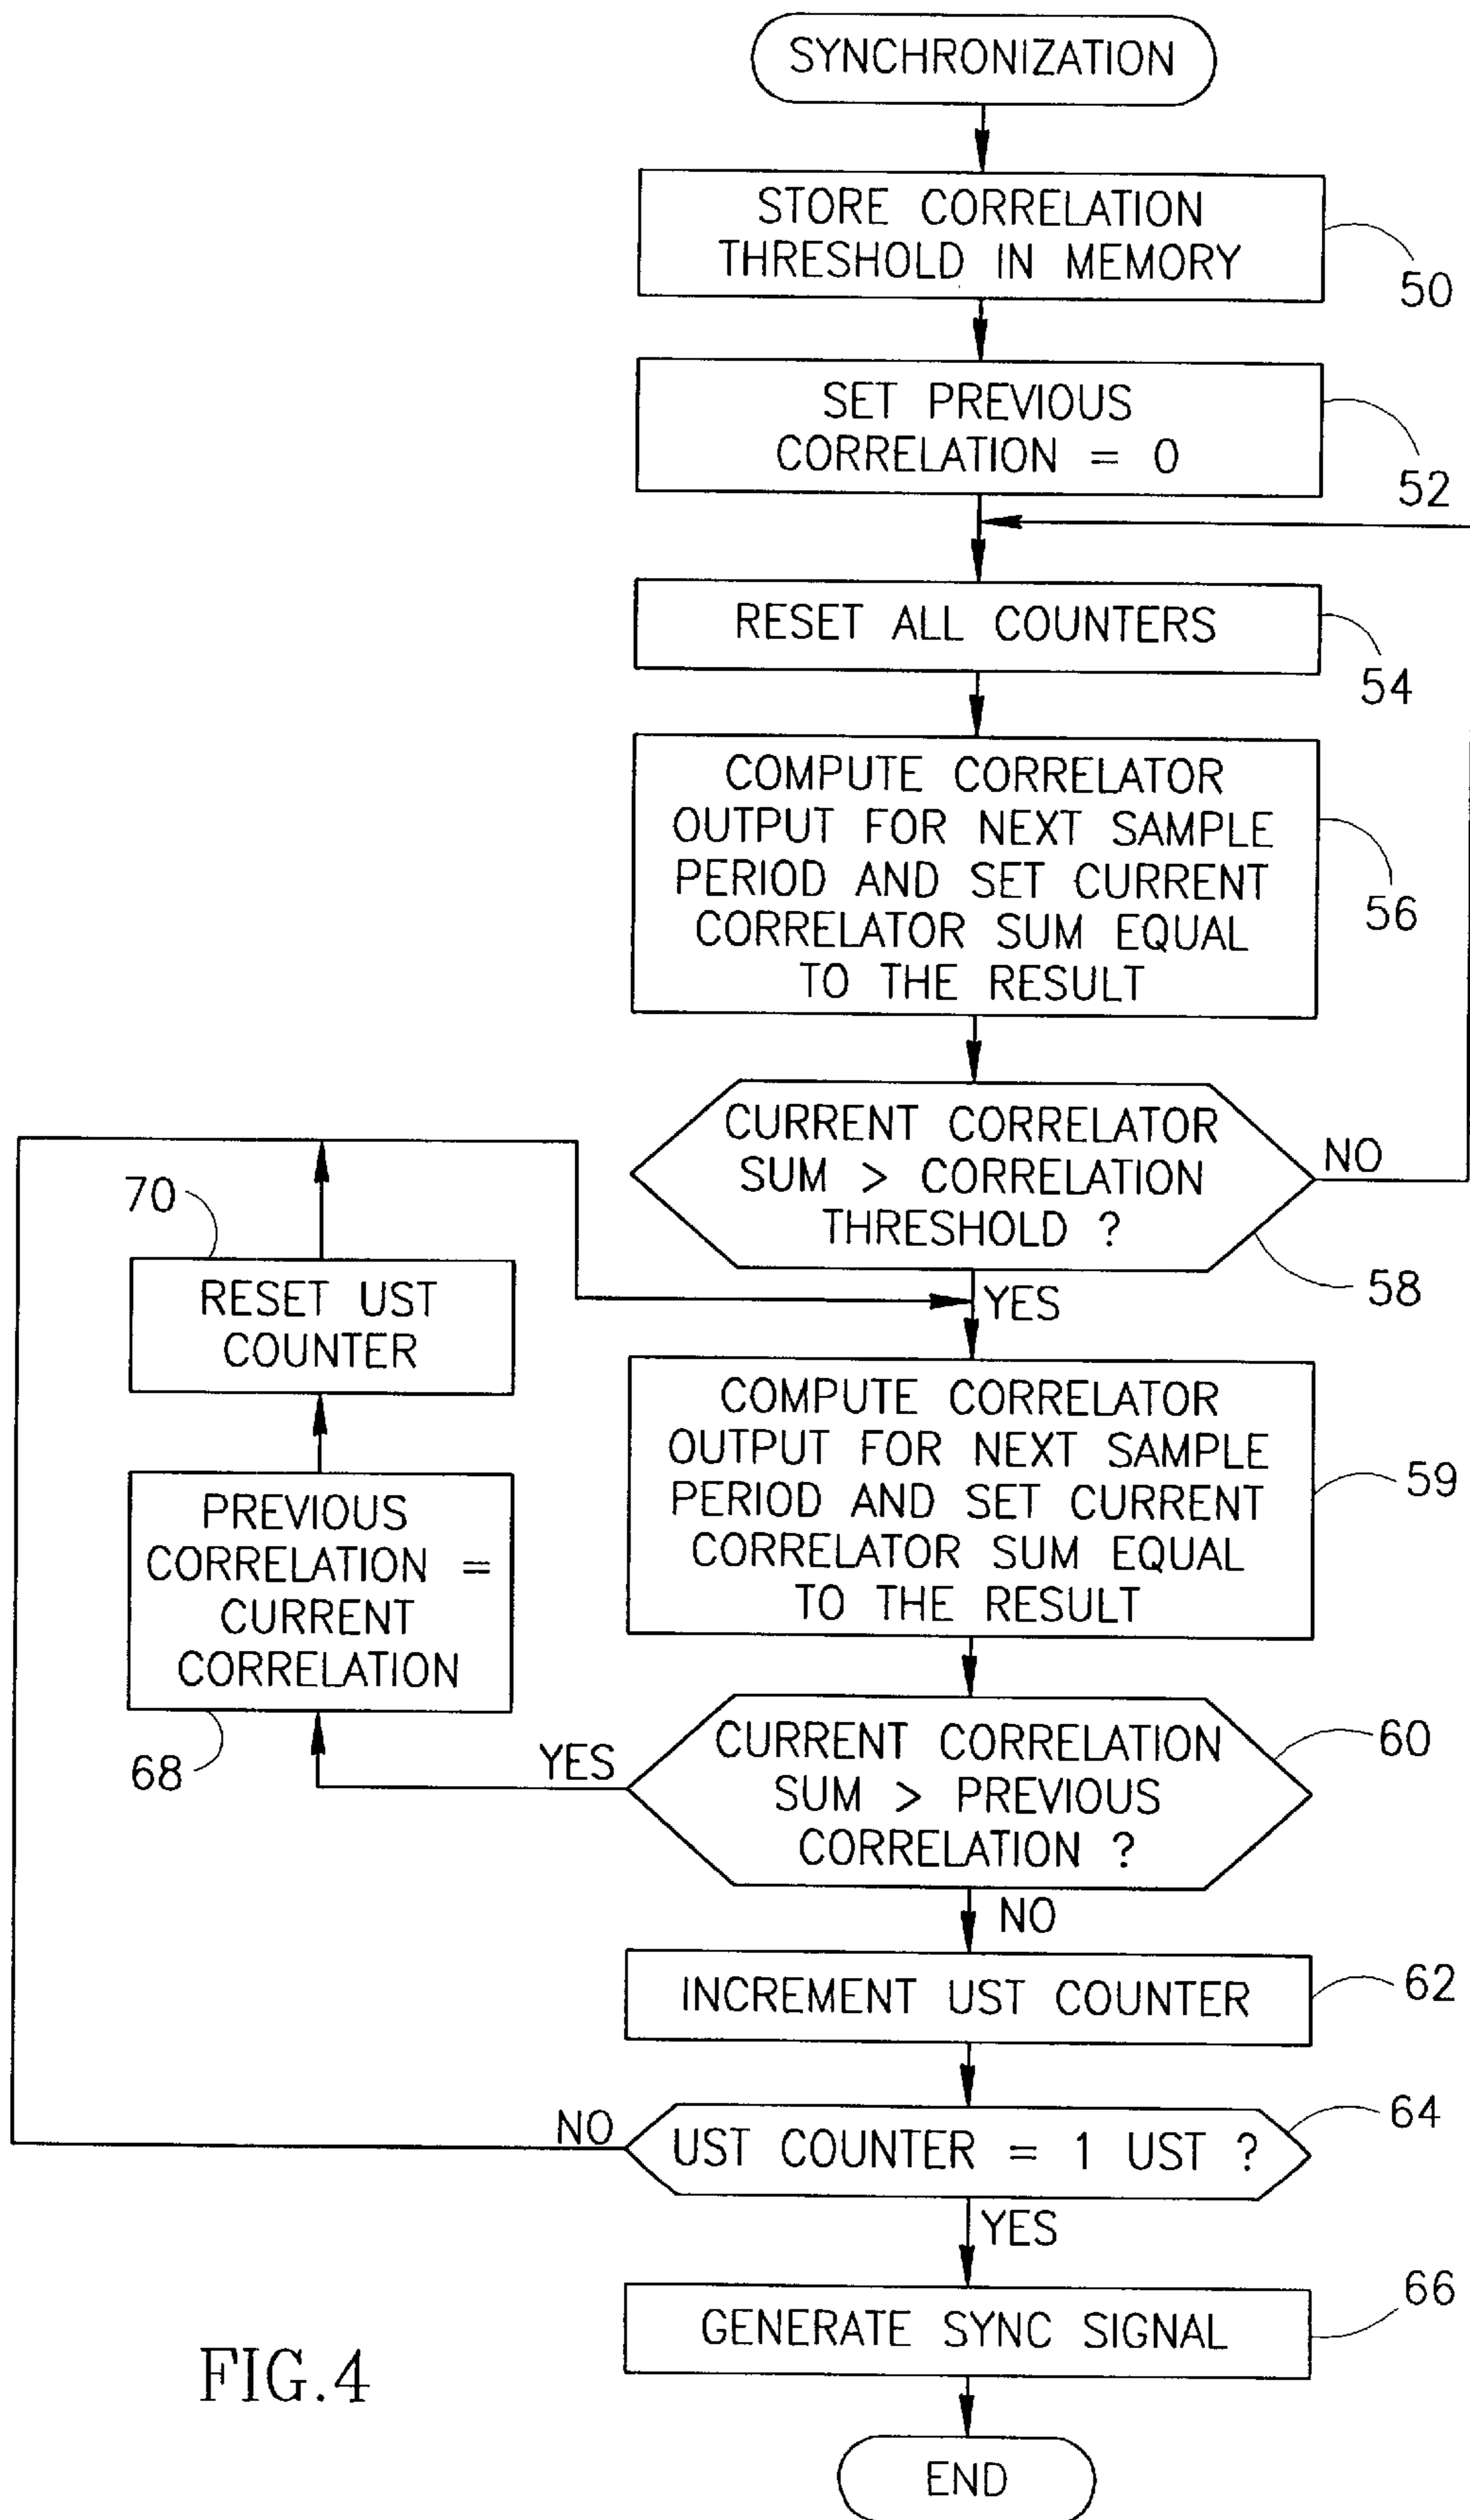 SYNCHRONIZATION
STORE CORRELATION
THRESHOLD IN MEMORY
50
SET PREVIOUS
CORRELATION = 0
52
RESET ALL COUNTERS
54
COMPUTE CORRELATOR
OUTPUT FOR NEXT SAMPLE
PERIOD AND SET CURRENT
CORRELATOR SUM EQUAL
TO THE RESULT
56
CURRENT CORRELATOR
SUM > CORRELATION
THRESHOLD ?
NO
58
YES
70
RESET UST
COUNTER
COMPUTE CORRELATOR
OUTPUT FOR NEXT SAMPLE
PERIOD AND SET CURRENT
CORRELATOR SUM EQUAL
TO THE RESULT
59
PREVIOUS
CORRELATION =
CURRENT
CORRELATION
68
YES
CURRENT CORRELATION
SUM > PREVIOUS
CORRELATION ?
60
NO
INCREMENT UST COUNTER
62
NO
UST COUNTER = 1 UST ?
64
YES
GENERATE SYNC SIGNAL
66
END
FIG.4